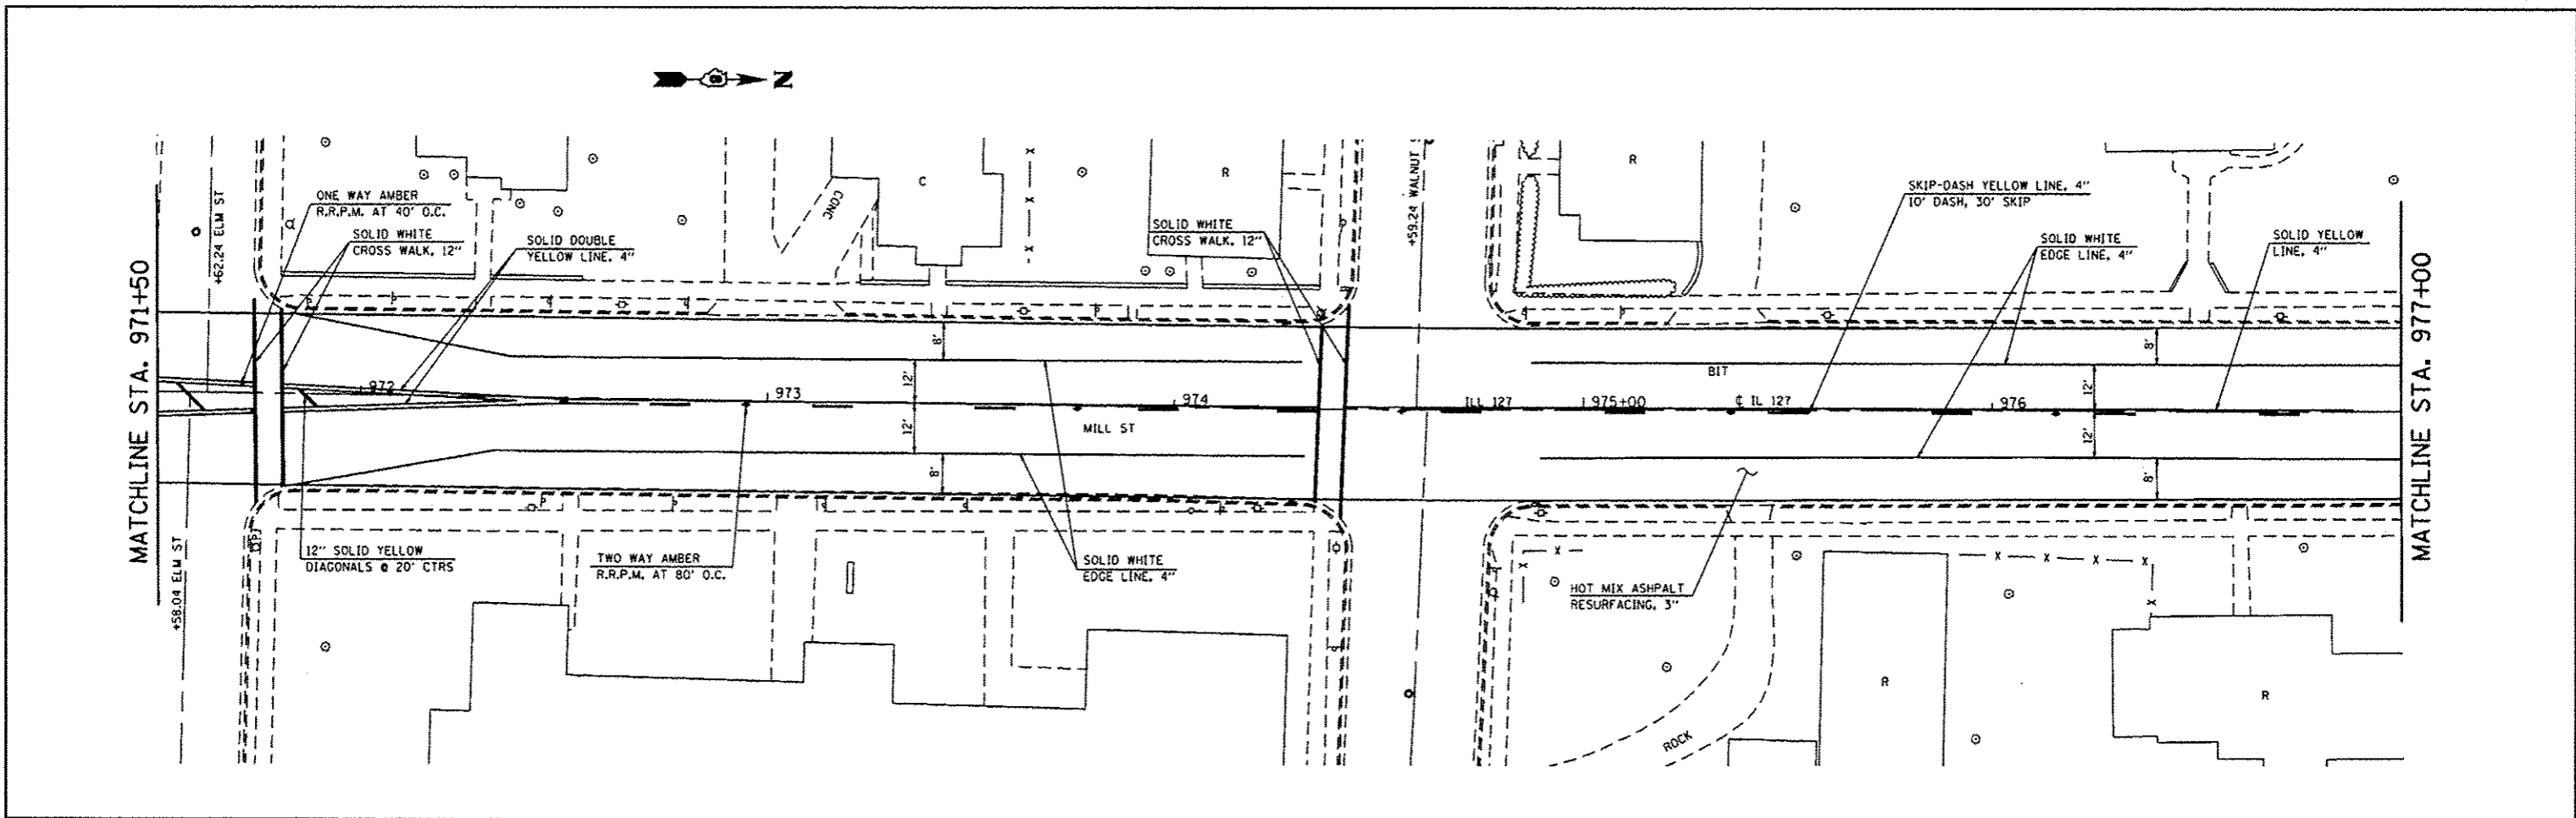 N
MATCHLINE STA. 971+50
+62.24 ELM ST
+58.04 ELM ST
ONE WAY AMBER
R.R.P.M. AT 40' O.C.
SOLID WHITE
CROSS WALK, 12"
SOLID DOUBLE
YELLOW LINE, 4"
CONC
C
R
SOLID WHITE
CROSS WALK, 12"
+59.24 WALNUT
R
SKIP-DASH YELLOW LINE, 4"
10' DASH, 30' SKIP
SOLID WHITE
EDGE LINE, 4"
SOLID YELLOW
LINE, 4"
MATCHLINE STA. 977+00
8'
12'
12'
8'
8'
12'
12'
8'
BIT
972
973
974
ILL 127
975+00
℄ IL 127
976
MILL ST
12" SOLID YELLOW
DIAGONALS @ 20' CTRS
TWO WAY AMBER
R.R.P.M. AT 80' O.C.
SOLID WHITE
EDGE LINE, 4"
HOT MIX ASHPALT
RESURFACING, 3"
ROCK
R
R